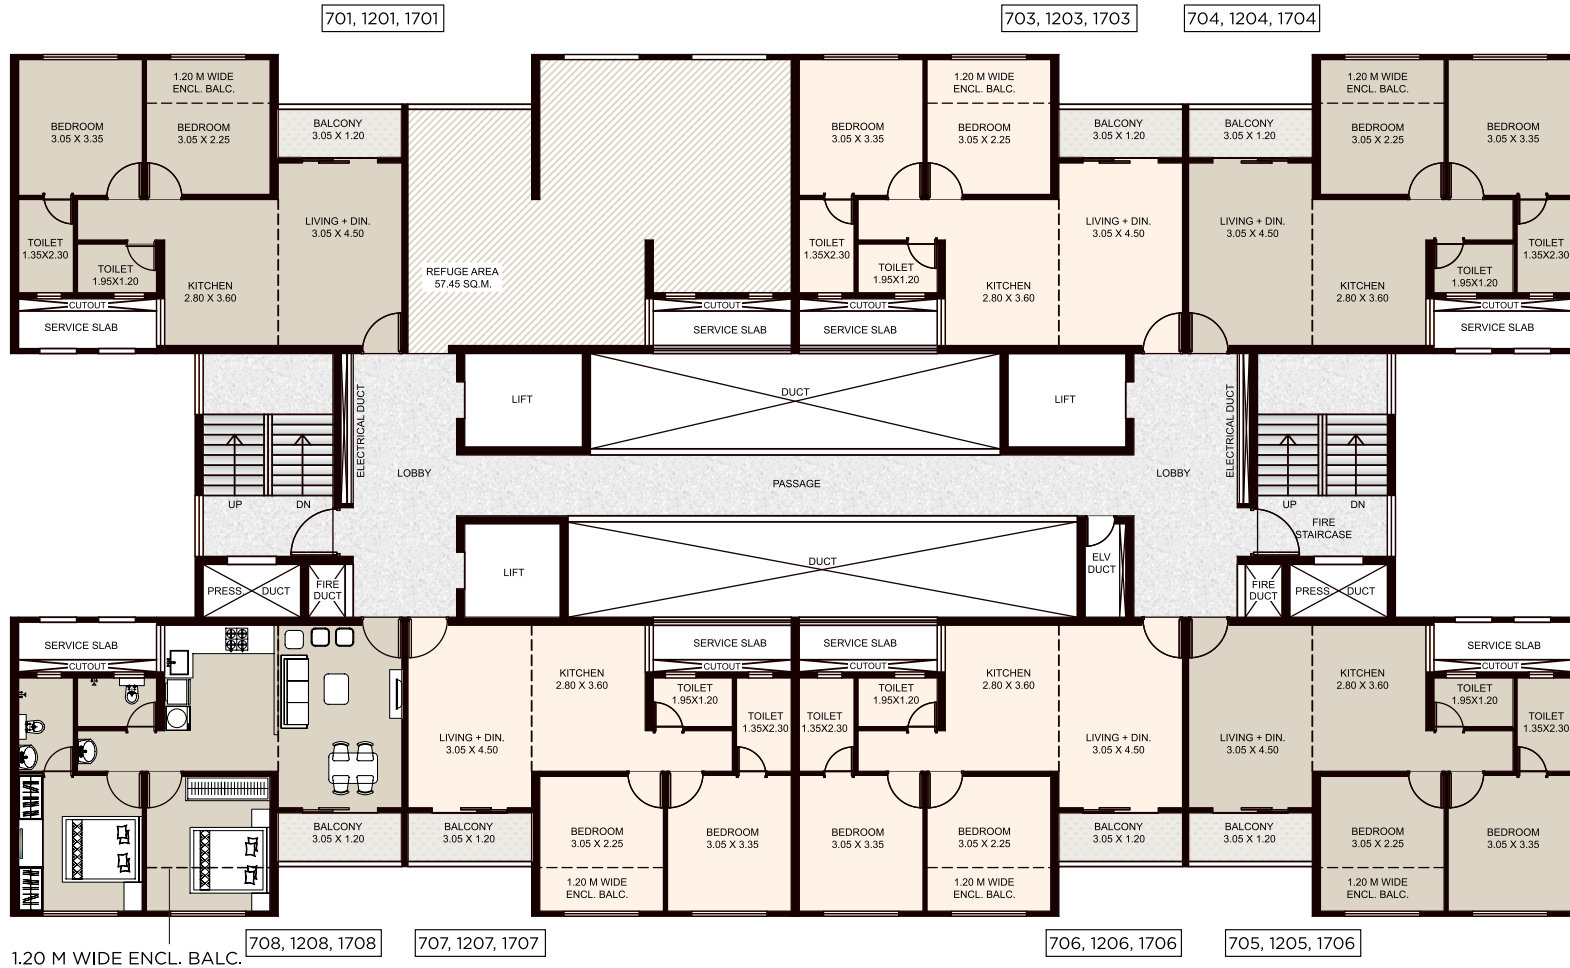 701, 1201, 1701
703, 1203, 1703
704, 1204, 1704
BEDROOM
3.05 X 3.35
1.20 M WIDE
ENCL. BALC.
BEDROOM
3.05 X 2.25
BALCONY
3.05 X 1.20
LIVING + DIN.
3.05 X 4.50
TOILET
1.35X2.30
TOILET
1.95X1.20
KITCHEN
2.80 X 3.60
CUTOUT
SERVICE SLAB
REFUGE AREA
57.45 SQ.M.
CUTOUT
SERVICE SLAB
BEDROOM
3.05 X 3.35
1.20 M WIDE
ENCL. BALC.
BEDROOM
3.05 X 2.25
BALCONY
3.05 X 1.20
LIVING + DIN.
3.05 X 4.50
TOILET
1.35X2.30
TOILET
1.95X1.20
KITCHEN
2.80 X 3.60
CUTOUT
SERVICE SLAB
BALCONY
3.05 X 1.20
1.20 M WIDE
ENCL. BALC.
BEDROOM
3.05 X 2.25
BEDROOM
3.05 X 3.35
LIVING + DIN.
3.05 X 4.50
KITCHEN
2.80 X 3.60
TOILET
1.95X1.20
TOILET
1.35X2.30
CUTOUT
SERVICE SLAB
UP
DN
ELECTRICAL DUCT
LOBBY
LIFT
DUCT
LIFT
PASSAGE
LOBBY
ELECTRICAL DUCT
UP
DN
FIRE
STAIRCASE
PRESS. DUCT
FIRE
DUCT
LIFT
DUCT
ELV
DUCT
FIRE
DUCT
PRESS. DUCT
SERVICE SLAB
CUTOUT
BALCONY
3.05 X 1.20
SERVICE SLAB
CUTOUT
KITCHEN
2.80 X 3.60
TOILET
1.95X1.20
TOILET
1.35X2.30
LIVING + DIN.
3.05 X 4.50
BALCONY
3.05 X 1.20
BEDROOM
3.05 X 2.25
1.20 M WIDE
ENCL. BALC.
BEDROOM
3.05 X 3.35
SERVICE SLAB
CUTOUT
TOILET
1.35X2.30
TOILET
1.95X1.20
KITCHEN
2.80 X 3.60
LIVING + DIN.
3.05 X 4.50
BEDROOM
3.05 X 3.35
BEDROOM
3.05 X 2.25
1.20 M WIDE
ENCL. BALC.
BALCONY
3.05 X 1.20
SERVICE SLAB
CUTOUT
KITCHEN
2.80 X 3.60
TOILET
1.95X1.20
TOILET
1.35X2.30
LIVING + DIN.
3.05 X 4.50
BALCONY
3.05 X 1.20
BEDROOM
3.05 X 2.25
1.20 M WIDE
ENCL. BALC.
BEDROOM
3.05 X 3.35
708, 1208, 1708
707, 1207, 1707
706, 1206, 1706
705, 1205, 1706
1.20 M WIDE ENCL. BALC.